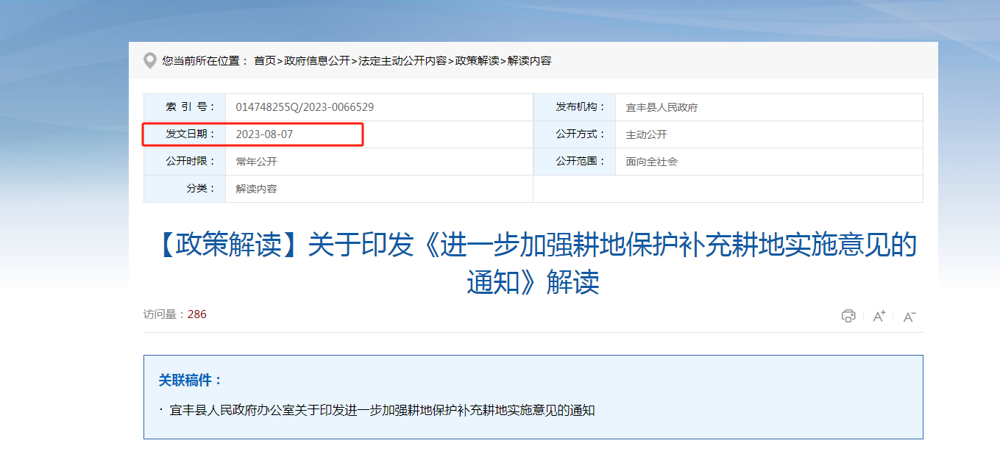 您当前所在位置： 首页>政府信息公开>法定主动公开内容>政策解读>解读内容
索 引 号： 014748255Q/2023-0066529 发布机构： 宜丰县人民政府
发文日期： 2023-08-07 公开方式： 主动公开
公开时限： 常年公开 公开范围： 面向全社会
分类： 解读内容
【政策解读】关于印发《进一步加强耕地保护补充耕地实施意见的
通知》解读
访问量：286
A+ A-
关联稿件：
· 宜丰县人民政府办公室关于印发进一步加强耕地保护补充耕地实施意见的通知